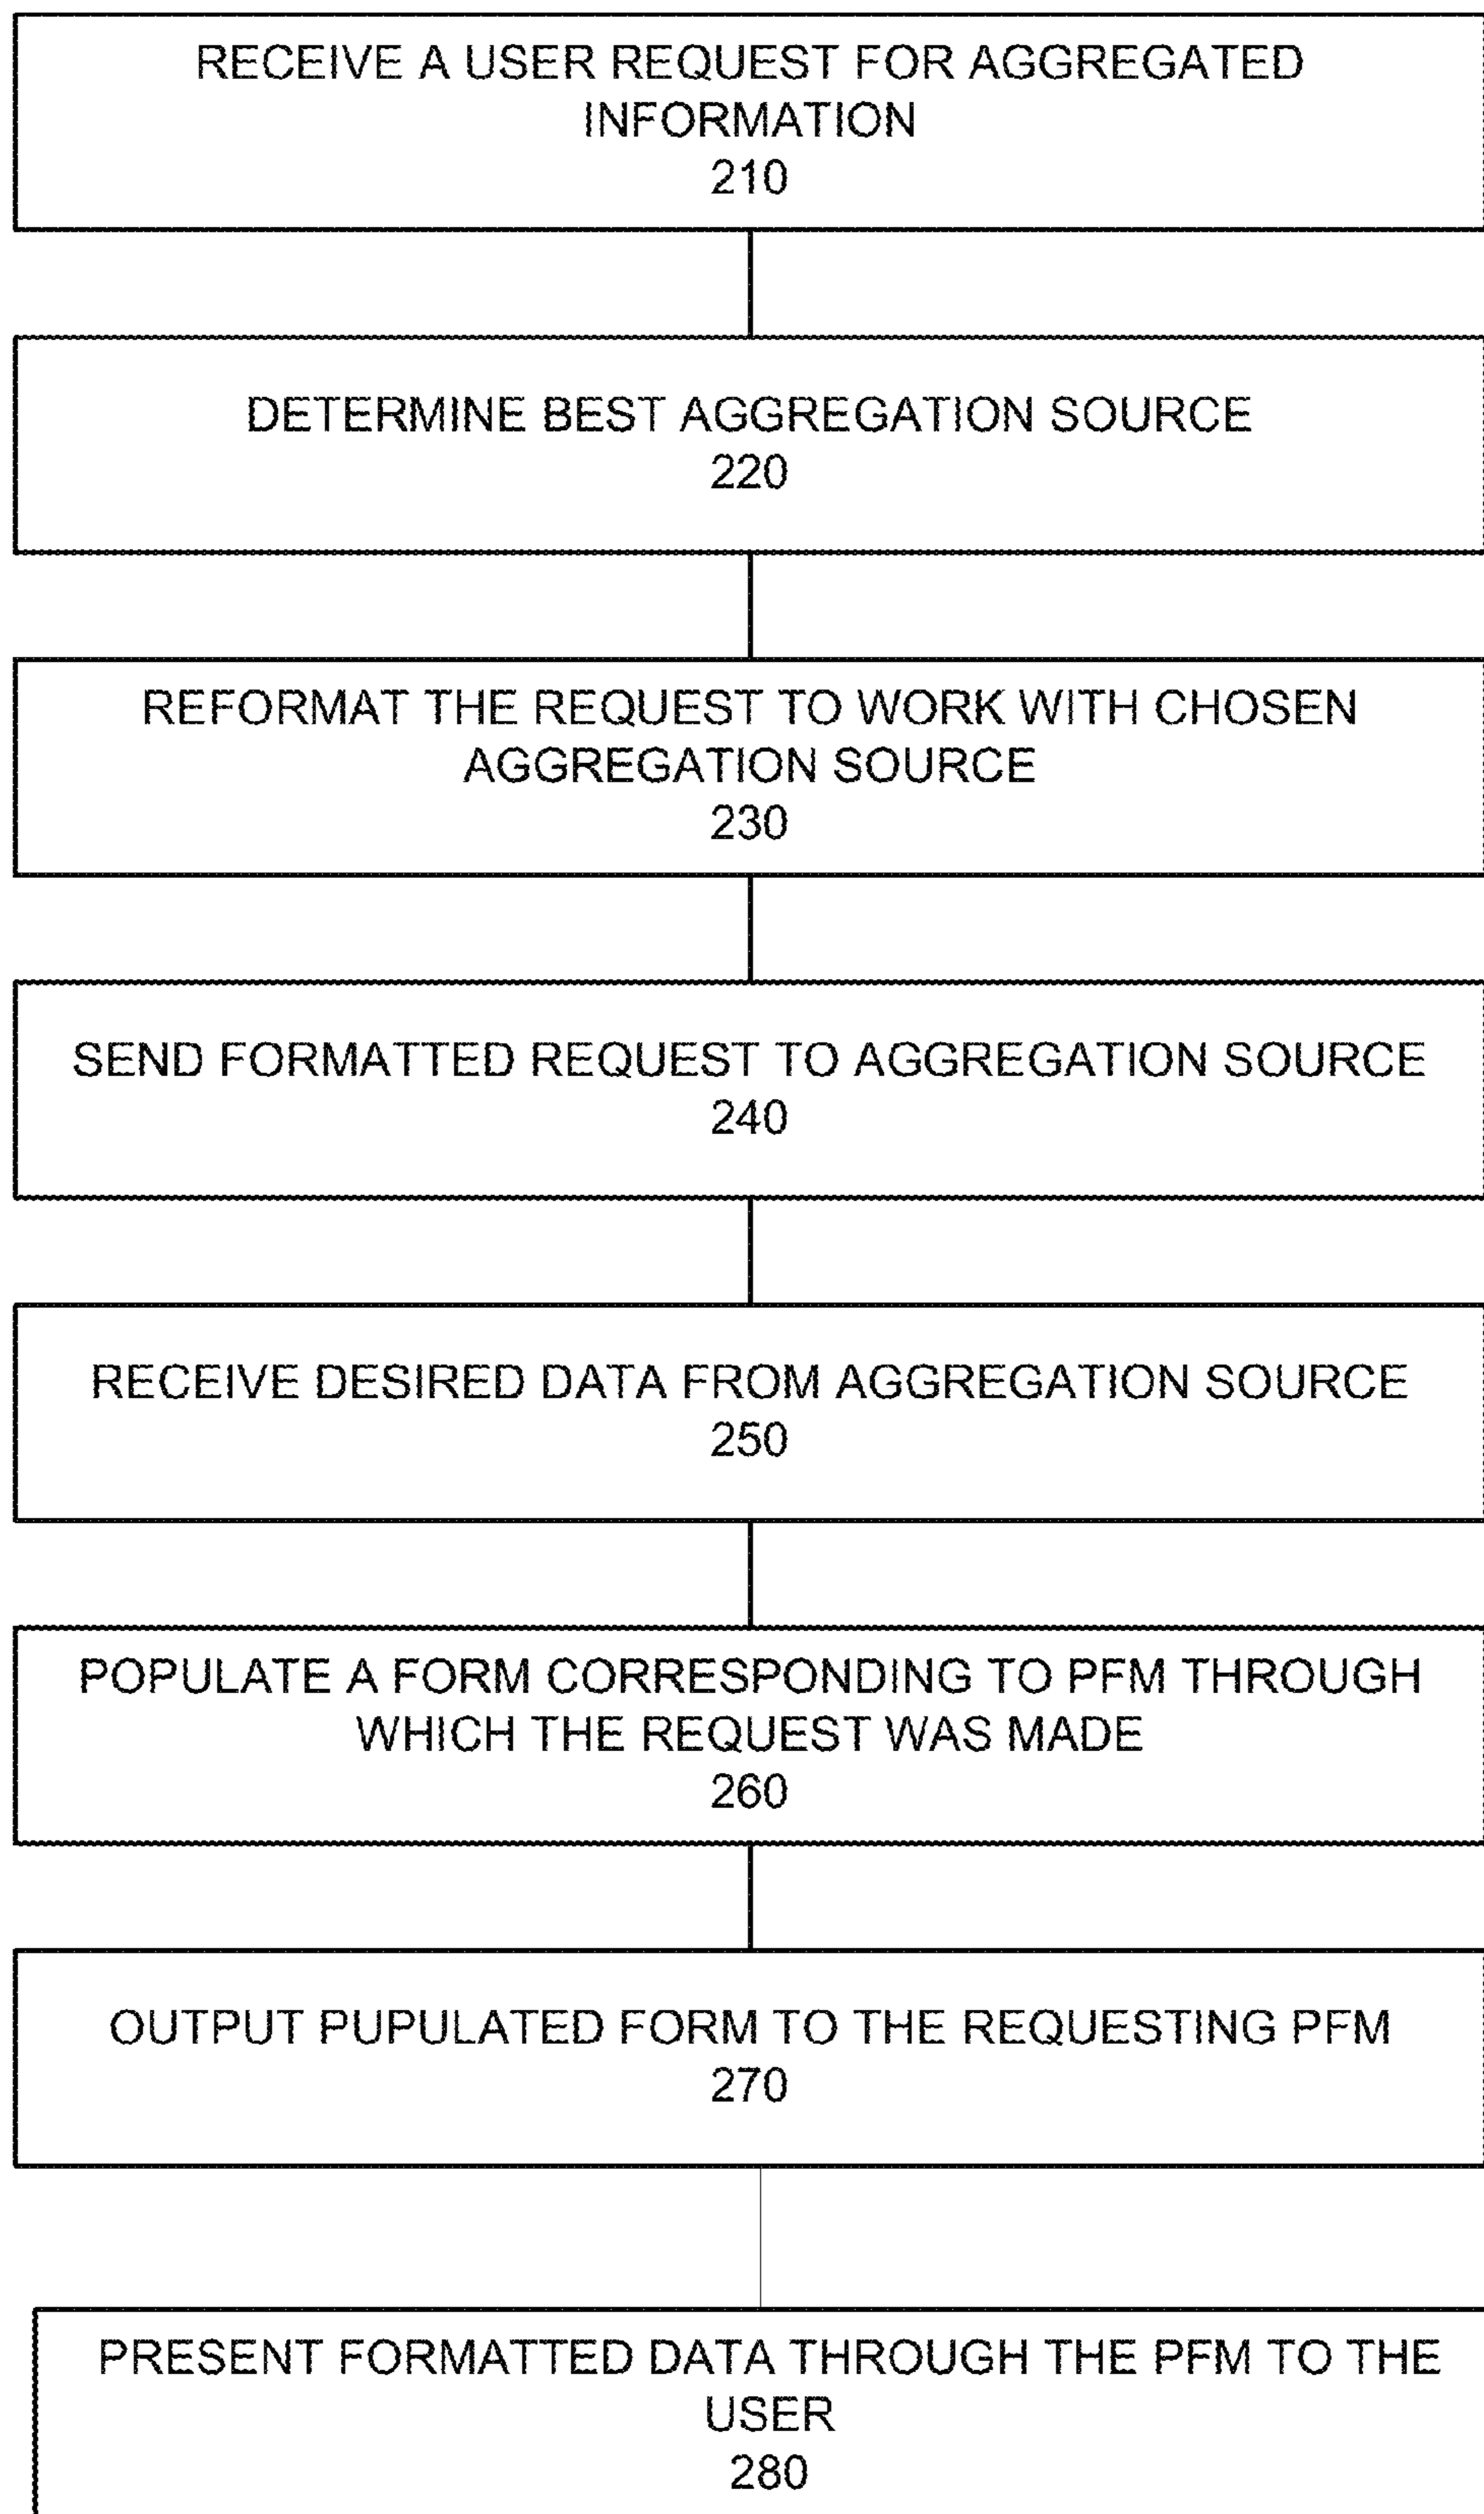 RECEIVE A USER REQUEST FOR AGGREGATED
INFORMATION
210
DETERMINE BEST AGGREGATION SOURCE
220
REFORMAT THE REQUEST TO WORK WITH CHOSEN
AGGREGATION SOURCE
230
SEND FORMATTED REQUEST TO AGGREGATION SOURCE
240
RECEIVE DESIRED DATA FROM AGGREGATION SOURCE
250
POPULATE A FORM CORRESPONDING TO PFM THROUGH
WHICH THE REQUEST WAS MADE
260
OUTPUT PUPULATED FORM TO THE REQUESTING PFM
270
PRESENT FORMATTED DATA THROUGH THE PFM TO THE
USER
280